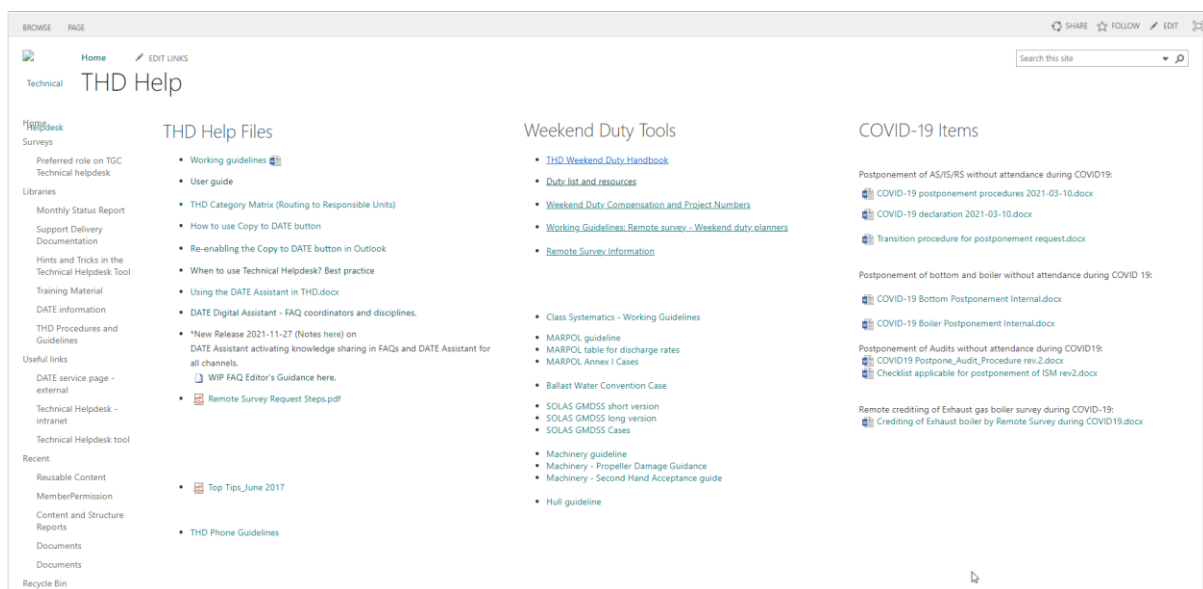 BROWSE PAGE
SHARE FOLLOW EDIT
Home EDIT LINKS
Search this site
Technical
THD Help
Home
Helpdesk
Surveys
Preferred role on TGC
Technical helpdesk
Libraries
Monthly Status Report
Support Delivery
Documentation
Hints and Tricks in the
Technical Helpdesk Tool
Training Material
DATE information
THD Procedures and
Guidelines
Useful links
DATE service page -
external
Technical Helpdesk -
intranet
Technical Helpdesk tool
Recent
Reusable Content
MemberPermission
Content and Structure
Reports
Documents
Documents
Recycle Bin
THD Help Files
Working guidelines
User guide
THD Category Matrix (Routing to Responsible Units)
How to use Copy to DATE button
Re-enabling the Copy to DATE button in Outlook
When to use Technical Helpdesk? Best practice
Using the DATE Assistant in THD.docx
DATE Digital Assistant - FAQ coordinators and disciplines.
*New Release 2021-11-27 (Notes here) on
DATE Assistant activating knowledge sharing in FAQs and DATE Assistant for
all channels.
WIP FAQ Editor's Guidance here.
Remote Survey Request Steps.pdf
Top Tips_June 2017
THD Phone Guidelines
Weekend Duty Tools
THD Weekend Duty Handbook
Duty list and resources
Weekend Duty Compensation and Project Numbers
Working Guidelines: Remote survey - Weekend duty planners
Remote Survey Information
Class Systematics - Working Guidelines
MARPOL guideline
MARPOL table for discharge rates
MARPOL Annex I Cases
Ballast Water Convention Case
SOLAS GMDSS short version
SOLAS GMDSS long version
SOLAS GMDSS Cases
Machinery guideline
Machinery - Propeller Damage Guidance
Machinery - Second Hand Acceptance guide
Hull guideline
COVID-19 Items
Postponement of AS/IS/RS without attendance during COVID19:
COVID-19 postponement procedures 2021-03-10.docx
COVID-19 declaration 2021-03-10.docx
Transition procedure for postponement request.docx
Postponement of bottom and boiler without attendance during COVID 19:
COVID-19 Bottom Postponement Internal.docx
COVID-19 Boiler Postponement Internal.docx
Postponement of Audits without attendance during COVID19:
COVID19 Postpone_Audit_Procedure rev.2.docx
Checklist applicable for postponement of ISM rev2.docx
Remote creditiing of Exhaust gas boiler survey during COVID-19:
Crediting of Exhaust boiler by Remote Survey during COVID19.docx